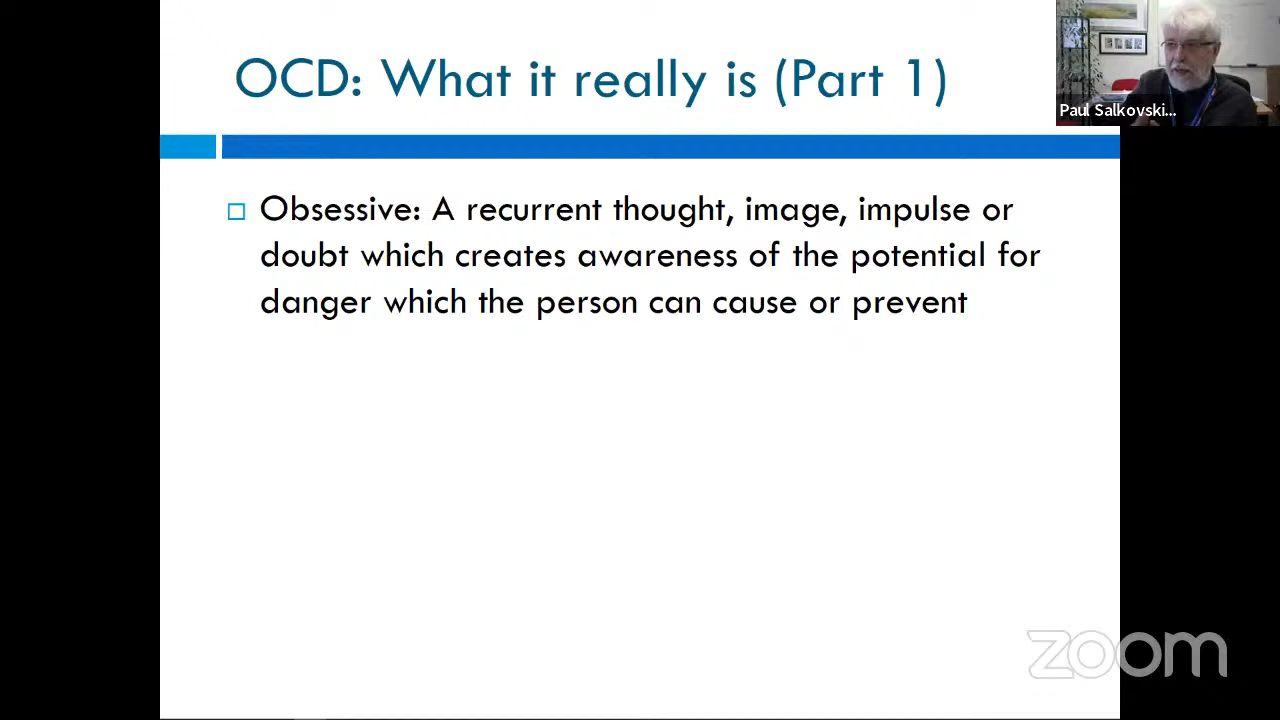 OCD: What it really is (Part 1)
Paul Salkovski...
Obsessive: A recurrent thought, image, impulse or
doubt which creates awareness of the potential for
danger which the person can cause or prevent
zoom